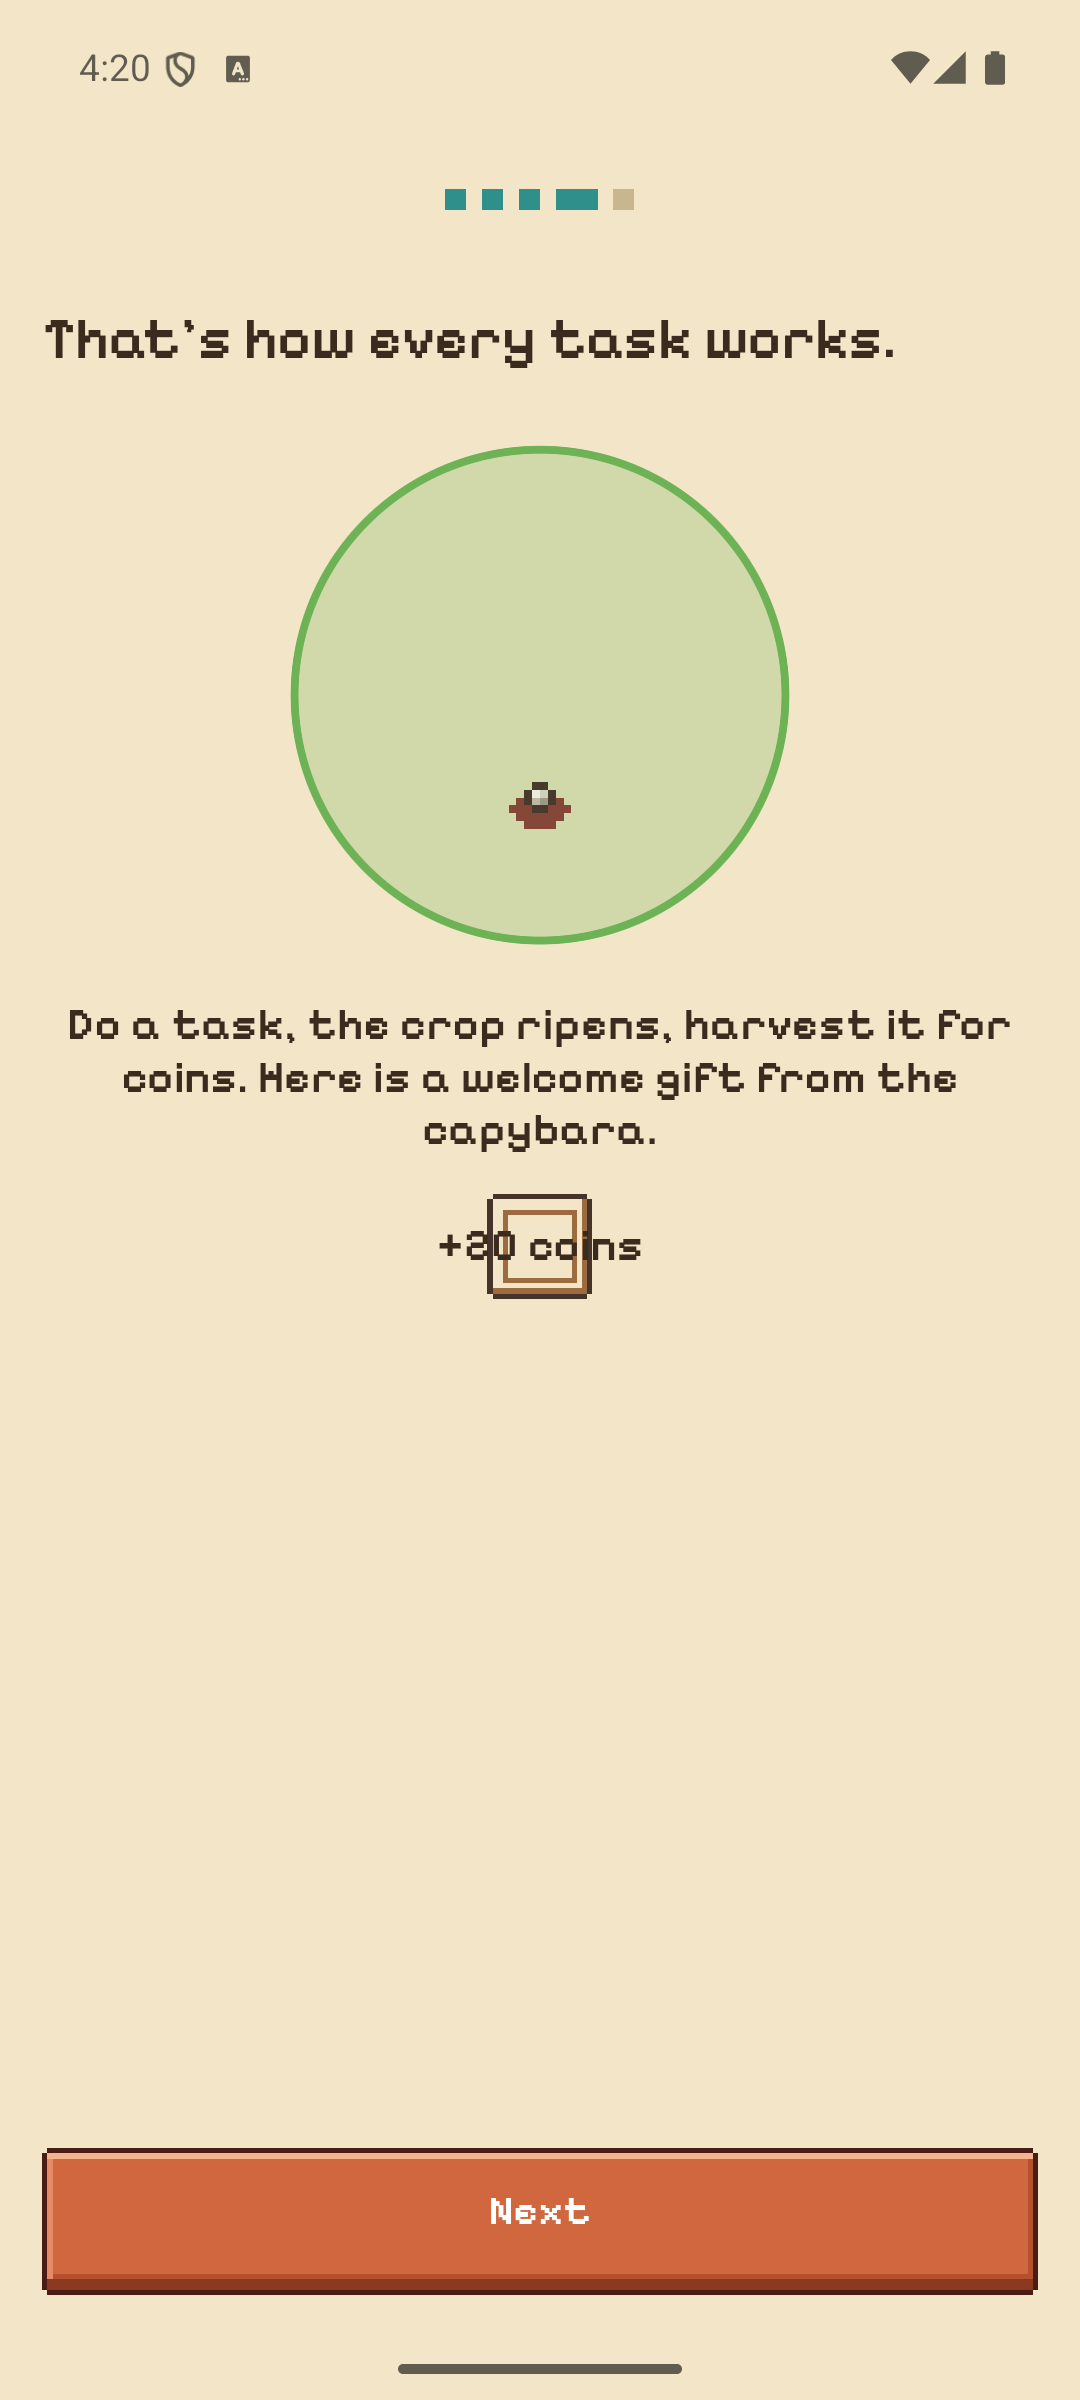 4:20
That's how every task works.
Do a task, the crop ripens, harvest it for
coins. Here is a welcome gift from the
capybara.
+20 coins
Next